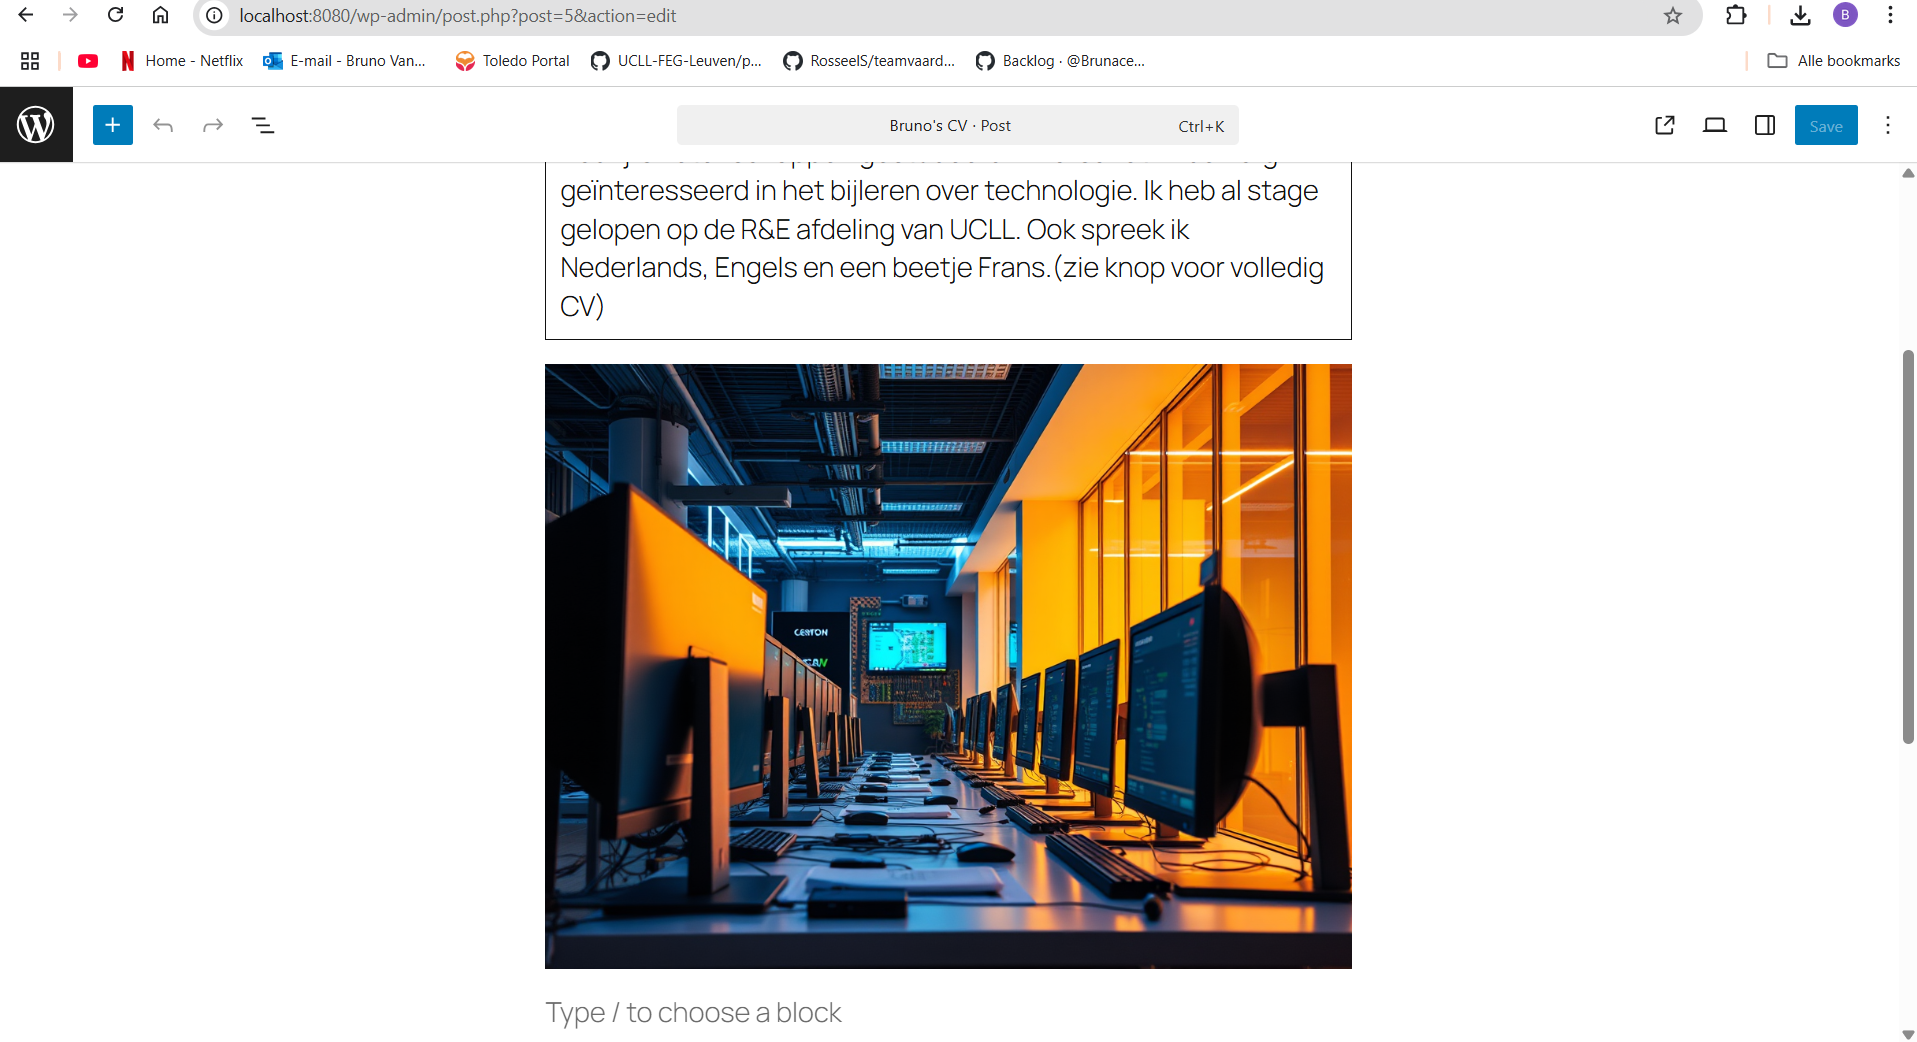 localhost:8080/wp-admin/post.php?post=5&action=edit
B
Home - Netflix
E-mail - Bruno Van...
Toledo Portal
UCLL-FEG-Leuven/p...
RosseelS/teamvaard...
Backlog · @Brunace...
Alle bookmarks
Bruno's CV · Post
Ctrl+K
Save
geïnteresseerd in het bijleren over technologie. Ik heb al stage
gelopen op de R&E afdeling van UCLL. Ook spreek ik
Nederlands, Engels en een beetje Frans.(zie knop voor volledig
CV)
Type / to choose a block